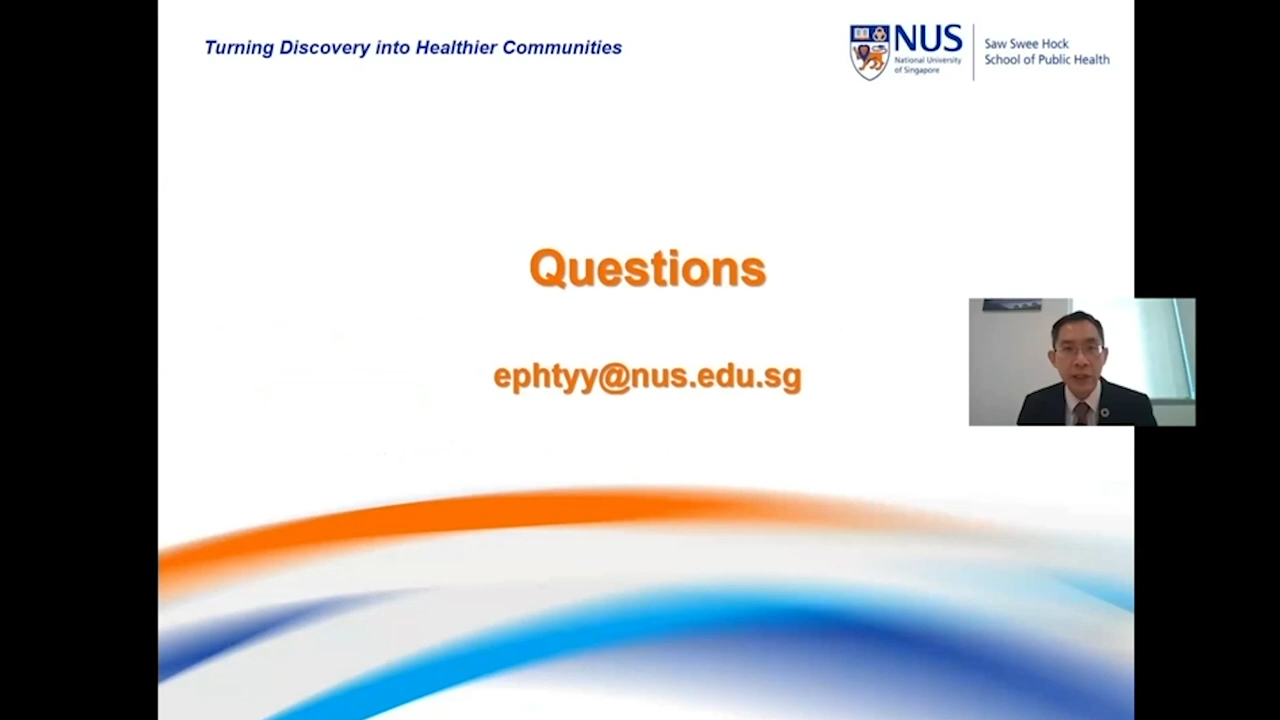 Turning Discovery into Healthier Communities
NUS
National University
of Singapore
Saw Swee Hock
School of Public Health
Questions
ephtyy@nus.edu.sg